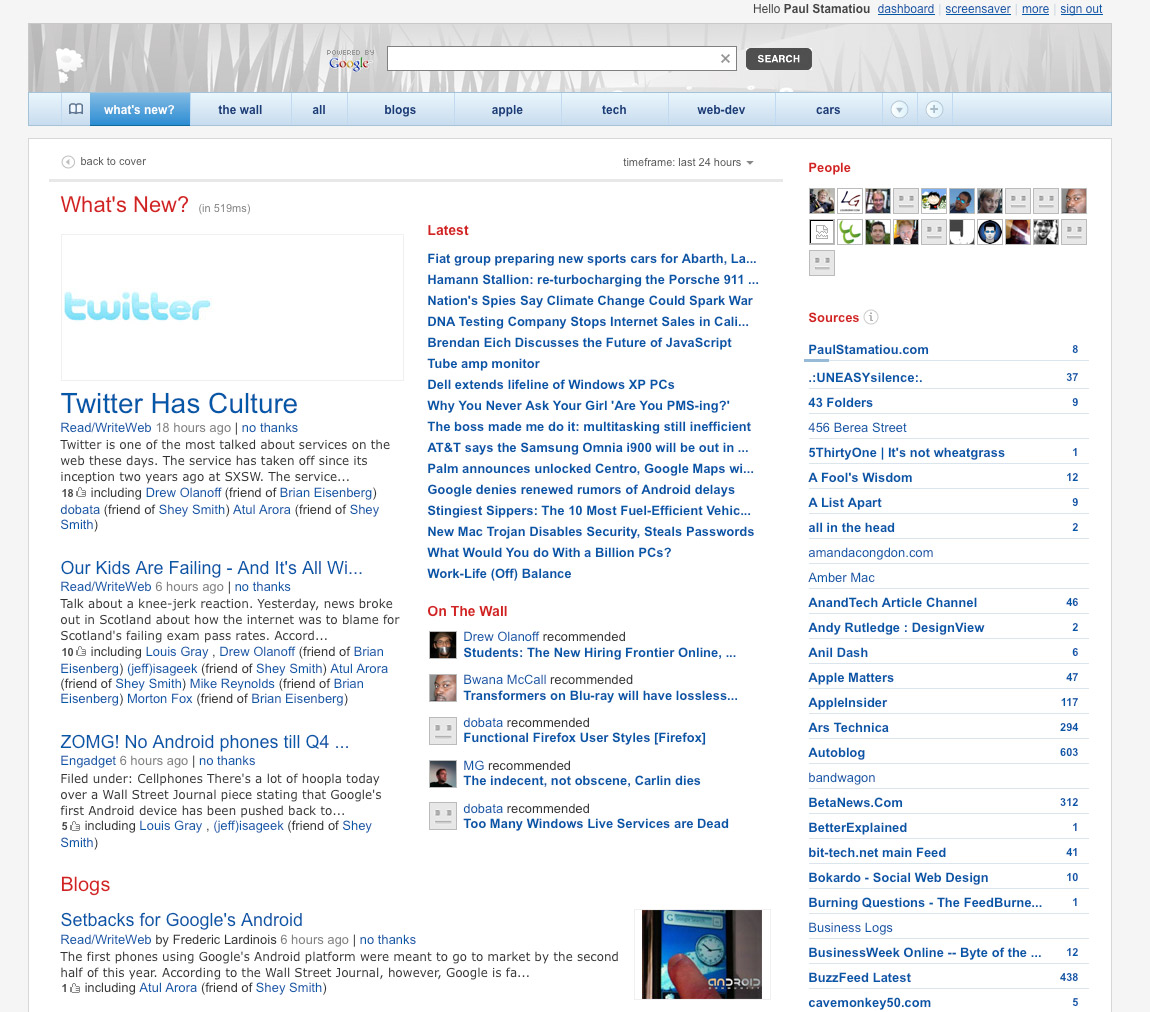 Hello Paul Stamatiou dashboard | screensaver | more | sign out
POWERED BY
Google
SEARCH
what's new? the wall all blogs apple tech web-dev cars
back to cover
timeframe: last 24 hours
What's New? (in 519ms)
twitter
Twitter Has Culture
Read/WriteWeb 18 hours ago | no thanks
Twitter is one of the most talked about services on the
web these days. The service has taken off since its
inception two years ago at SXSW. The service...
18 including Drew Olanoff (friend of Brian Eisenberg)
dobata (friend of Shey Smith) Atul Arora (friend of Shey
Smith)
Our Kids Are Failing - And It's All Wi...
Read/WriteWeb 6 hours ago | no thanks
Talk about a knee-jerk reaction. Yesterday, news broke
out in Scotland about how the internet was to blame for
Scotland's failing exam pass rates. Accord...
10 including Louis Gray , Drew Olanoff (friend of Brian
Eisenberg) (jeff)isageek (friend of Shey Smith) Atul Arora
(friend of Shey Smith) Mike Reynolds (friend of Brian
Eisenberg) Morton Fox (friend of Brian Eisenberg)
ZOMG! No Android phones till Q4 ...
Engadget 6 hours ago | no thanks
Filed under: Cellphones There's a lot of hoopla today
over a Wall Street Journal piece stating that Google's
first Android device has been pushed back to...
5 including Louis Gray , (jeff)isageek (friend of Shey
Smith)
Latest
Fiat group preparing new sports cars for Abarth, La...
Hamann Stallion: re-turbocharging the Porsche 911 ...
Nation's Spies Say Climate Change Could Spark War
DNA Testing Company Stops Internet Sales in Cali...
Brendan Eich Discusses the Future of JavaScript
Tube amp monitor
Dell extends lifeline of Windows XP PCs
Why You Never Ask Your Girl 'Are You PMS-ing?'
The boss made me do it: multitasking still inefficient
AT&T says the Samsung Omnia i900 will be out in ...
Palm announces unlocked Centro, Google Maps wi...
Google denies renewed rumors of Android delays
Stingiest Sippers: The 10 Most Fuel-Efficient Vehic...
New Mac Trojan Disables Security, Steals Passwords
What Would You do With a Billion PCs?
Work-Life (Off) Balance
On The Wall
Drew Olanoff recommended
Students: The New Hiring Frontier Online, ...
Bwana McCall recommended
Transformers on Blu-ray will have lossless...
dobata recommended
Functional Firefox User Styles [Firefox]
MG recommended
The indecent, not obscene, Carlin dies
dobata recommended
Too Many Windows Live Services are Dead
Blogs
Setbacks for Google's Android
Read/WriteWeb by Frederic Lardinois 6 hours ago | no thanks
The first phones using Google's Android platform were meant to go to market by the second
half of this year. According to the Wall Street Journal, however, Google is fa...
1 including Atul Arora (friend of Shey Smith)
ANDROID
People
LG
Sources
PaulStamatiou.com 8
.:UNEASYsilence:. 37
43 Folders 9
456 Berea Street
5ThirtyOne | It's not wheatgrass 1
A Fool's Wisdom 12
A List Apart 9
all in the head 2
amandacongdon.com
Amber Mac
AnandTech Article Channel 46
Andy Rutledge : DesignView 2
Anil Dash 6
Apple Matters 47
AppleInsider 117
Ars Technica 294
Autoblog 603
bandwagon
BetaNews.Com 312
BetterExplained 1
bit-tech.net main Feed 41
Bokardo - Social Web Design 10
Burning Questions - The FeedBurne... 1
Business Logs
BusinessWeek Online -- Byte of the ... 12
BuzzFeed Latest 438
cavemonkey50.com 5